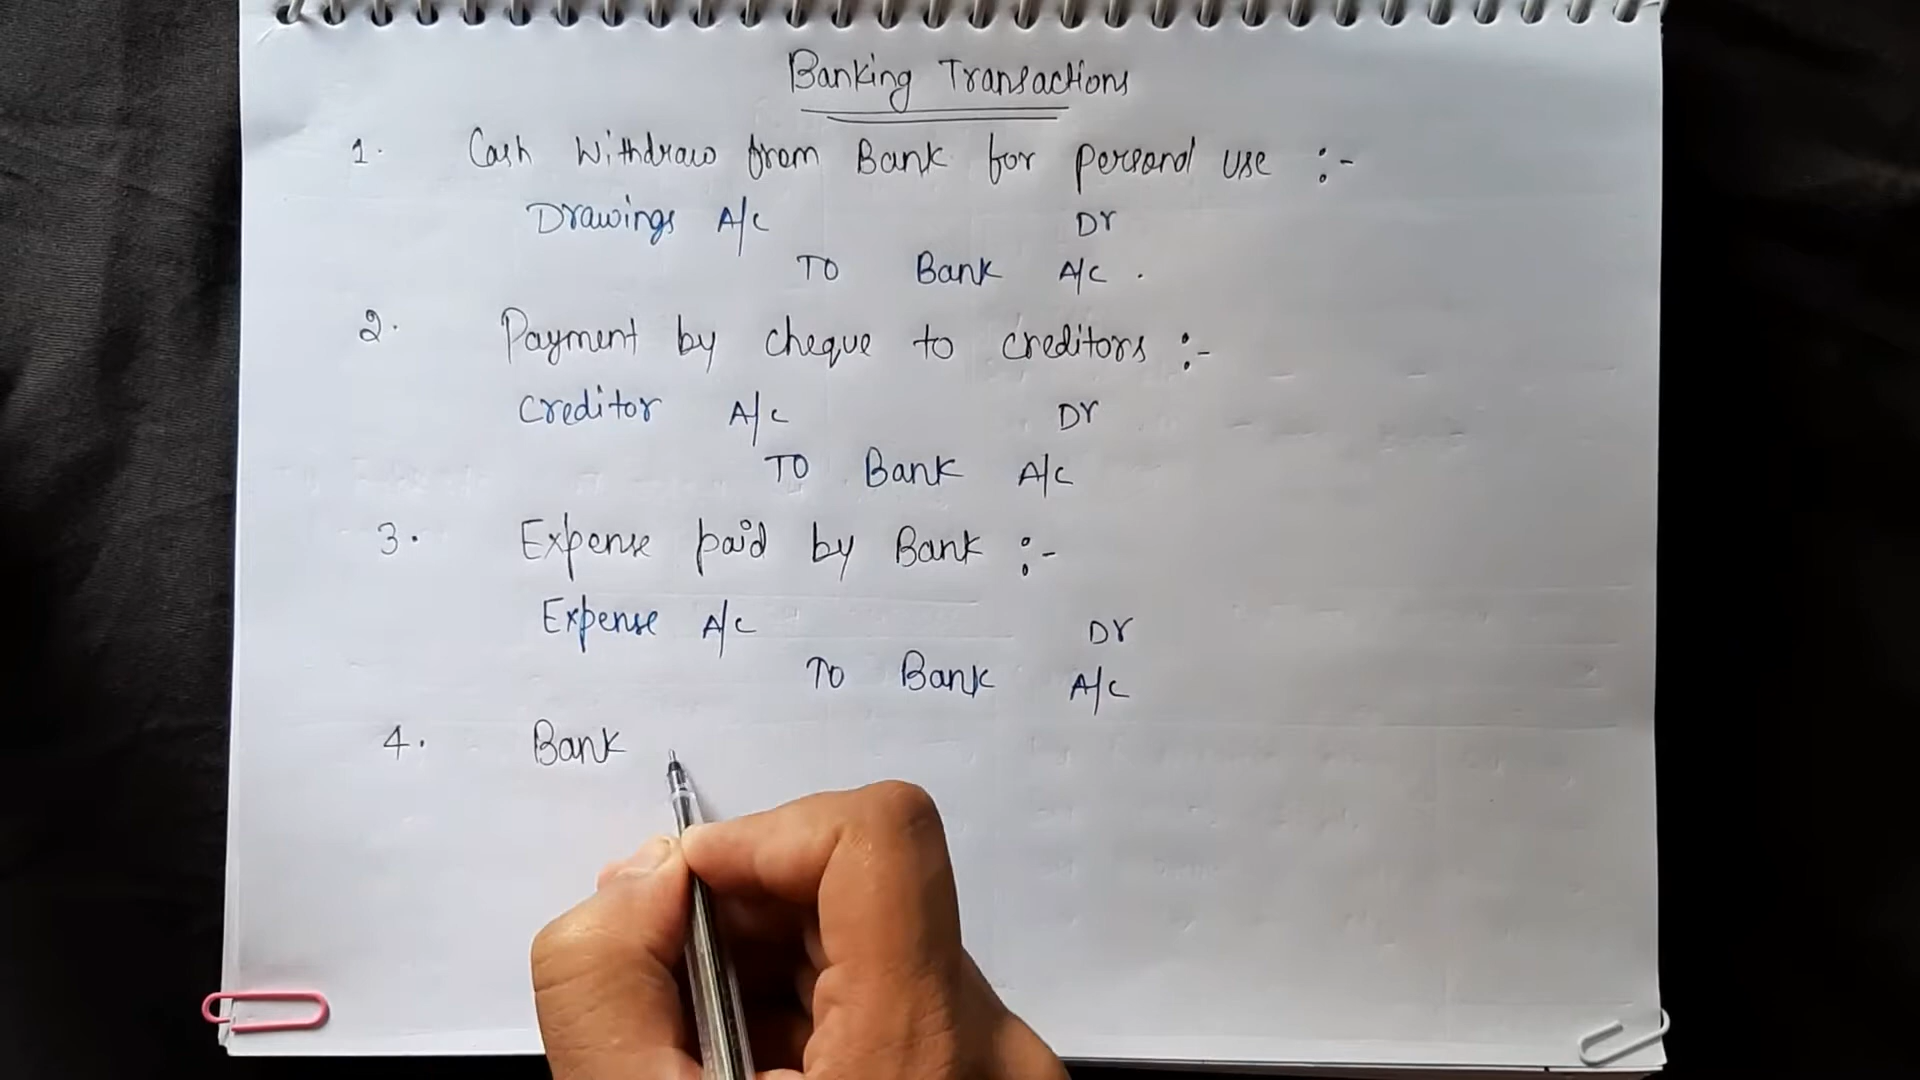 Banking Transactions
1. Cash Withdraw from Bank for personal use :-
Drawings A/c Dr
To Bank A/c .
2. Payment by cheque to creditors :-
creditor A/c Dr
To Bank A/c
3. Expense paid by Bank :-
Expense A/c Dr
To Bank A/c
4. Bank